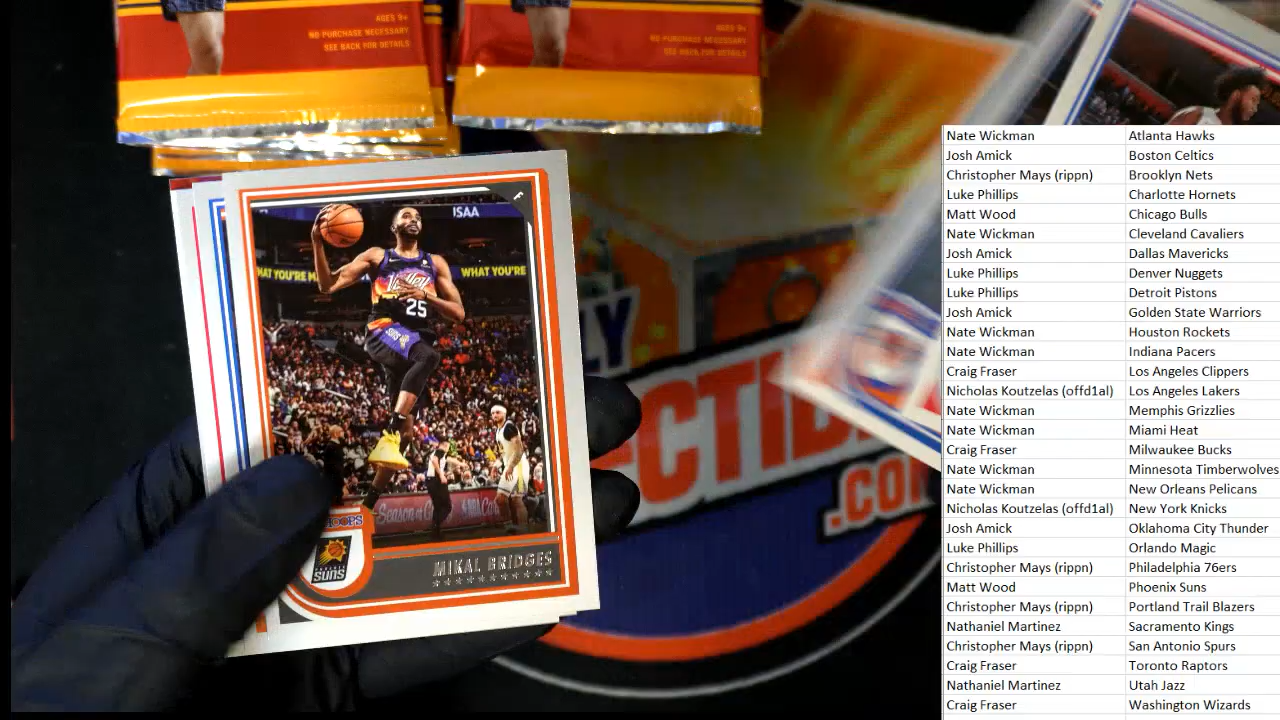 AGES 9+
NO PURCHASE NECESSARY
SEE BACK FOR DETAILS
AGES 9+
NO PURCHASE NECESSARY
SEE BACK FOR DETAILS
ISAA
WHAT YOU'RE
Valley
25
SUNS
Season of
HOOPS
SUNS
MIKAL BRIDGES
LY
CTI
.CO
Nate Wickman Atlanta Hawks
Josh Amick Boston Celtics
Christopher Mays (rippn) Brooklyn Nets
Luke Phillips Charlotte Hornets
Matt Wood Chicago Bulls
Nate Wickman Cleveland Cavaliers
Josh Amick Dallas Mavericks
Luke Phillips Denver Nuggets
Luke Phillips Detroit Pistons
Josh Amick Golden State Warriors
Nate Wickman Houston Rockets
Nate Wickman Indiana Pacers
Craig Fraser Los Angeles Clippers
Nicholas Koutzelas (offd1al) Los Angeles Lakers
Nate Wickman Memphis Grizzlies
Nate Wickman Miami Heat
Craig Fraser Milwaukee Bucks
Nate Wickman Minnesota Timberwolves
Nate Wickman New Orleans Pelicans
Nicholas Koutzelas (offd1al) New York Knicks
Josh Amick Oklahoma City Thunder
Luke Phillips Orlando Magic
Christopher Mays (rippn) Philadelphia 76ers
Matt Wood Phoenix Suns
Christopher Mays (rippn) Portland Trail Blazers
Nathaniel Martinez Sacramento Kings
Christopher Mays (rippn) San Antonio Spurs
Craig Fraser Toronto Raptors
Nathaniel Martinez Utah Jazz
Craig Fraser Washington Wizards